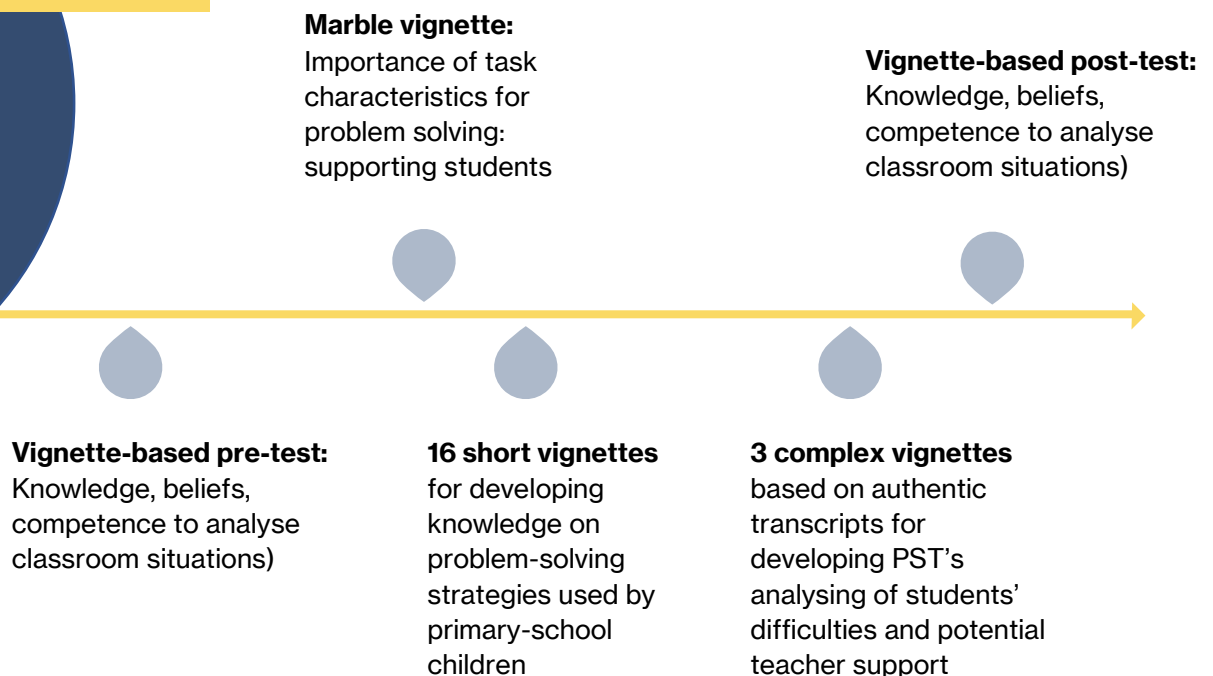 Marble vignette:
Importance of task
characteristics for
problem solving:
supporting students
Vignette-based post-test:
Knowledge, beliefs,
competence to analyse
classroom situations)
Vignette-based pre-test:
Knowledge, beliefs,
competence to analyse
classroom situations)
16 short vignettes
for developing
knowledge on
problem-solving
strategies used by
primary-school
children
3 complex vignettes
based on authentic
transcripts for
developing PST’s
analysing of students’
difficulties and potential
teacher support